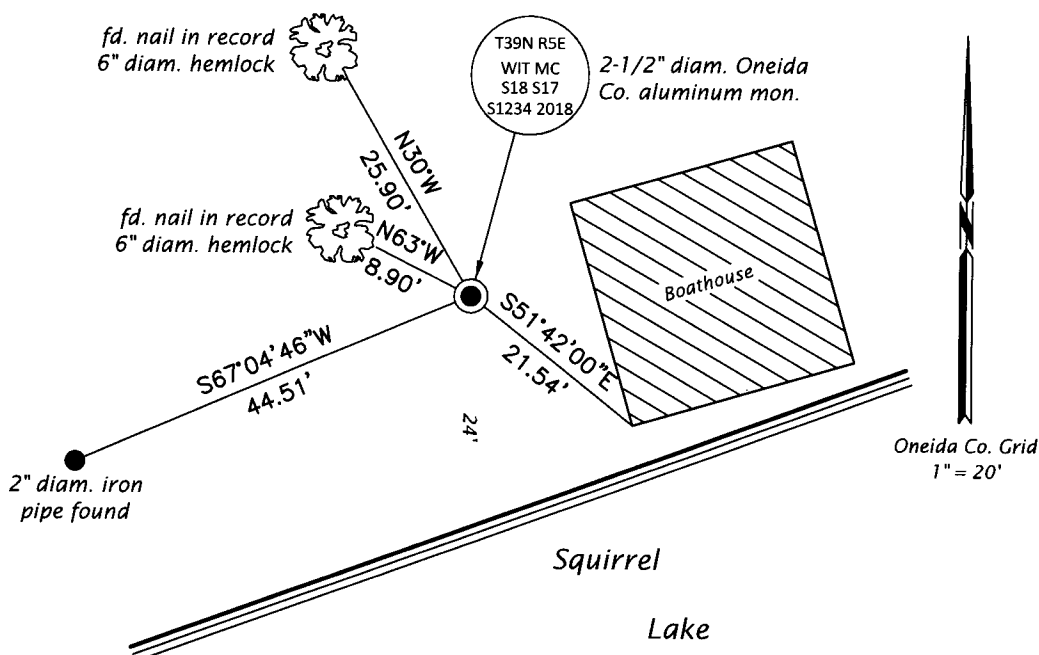 fd. nail in record
6" diam. hemlock
T39N R5E
WIT MC
S18 S17
S1234 2018
2-1/2" diam. Oneida
Co. aluminum mon.
N30°W
25.90'
fd. nail in record
6" diam. hemlock
N63°W
8.90'
Boathouse
N
S51°42'00"E
21.54'
S67°04'46"W
44.51'
24'
Oneida Co. Grid
1" = 20'
2" diam. iron
pipe found
Squirrel
Lake